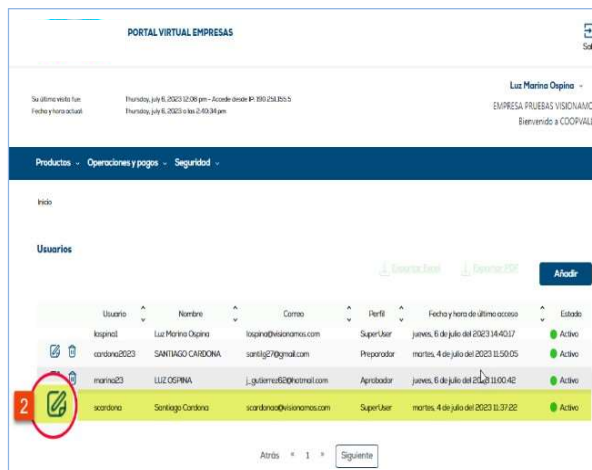 PORTAL VIRTUAL EMPRESAS
Sal
Luz Marina Ospina
Su última visita fue: Thursday, july 6, 2023 12:08 pm - Accede desde IP: 190.251.155.5
Fecha y hora actual: Thursday, july 6, 2023 a las 2:40:34 pm
EMPRESA PRUEBAS VISIONAMO
Bienvenido a COOPVALL
Productos Operaciones y pagos Seguridad
Inicio
Usuarios
Exportar Excel Exportar PDF Añadir
Usuario Nombre Correo Perfil Fecha y hora de último acceso Estado
lospina1 Luz Marina Ospina lospina@visionamos.com SuperUser jueves, 6 de julio del 2023 14:40:17 Activo
cardona2023 SANTIAGO CARDONA santilg27@gmail.com Preparador martes, 4 de julio del 2023 11:50:05 Activo
marina23 LUZ OSPINA j_gutierrez62@hotmail.com Aprobador jueves, 6 de julio del 2023 11:00:42 Activo
2 scardona Santiago Cardona scardonao@visionamos.com SuperUser martes, 4 de julio del 2023 11:37:22 Activo
Atrás « 1 » Siguiente